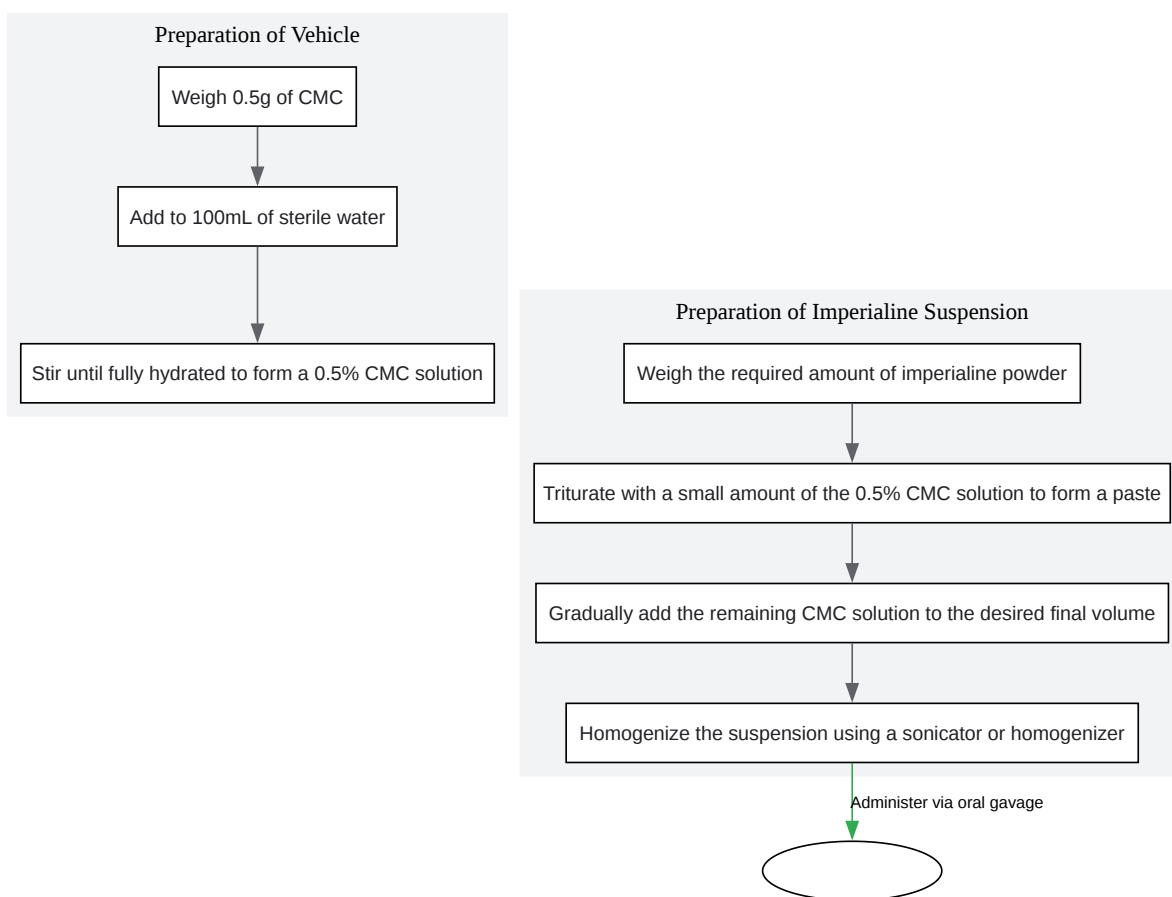 Preparation of Vehicle
Weigh 0.5g of CMC
Add to 100mL of sterile water
Stir until fully hydrated to form a 0.5% CMC solution
Preparation of Imperialine Suspension
Weigh the required amount of imperialine powder
Triturate with a small amount of the 0.5% CMC solution to form a paste
Gradually add the remaining CMC solution to the desired final volume
Homogenize the suspension using a sonicator or homogenizer
Administer via oral gavage